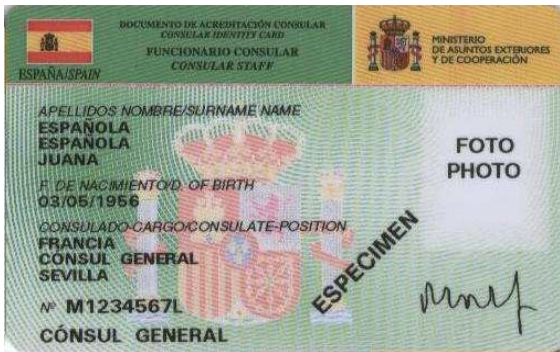 ESPAÑA/SPAIN
DOCUMENTO DE ACREDITACIÓN CONSULAR
CONSULAR IDENTITY CARD
FUNCIONARIO CONSULAR
CONSULAR STAFF
MINISTERIO
DE ASUNTOS EXTERIORES
Y DE COOPERACIÓN
APELLIDOS NOMBRE/SURNAME NAME
ESPAÑOLA
ESPAÑOLA
JUANA
F. DE NACIMIENTO/D. OF BIRTH
03/05/1956
CONSULADO-CARGO/CONSULATE-POSITION
FRANCIA
CÓNSUL GENERAL
SEVILLA
Nº M1234567L
CÓNSUL GENERAL
FOTO
PHOTO
ESPECIMEN